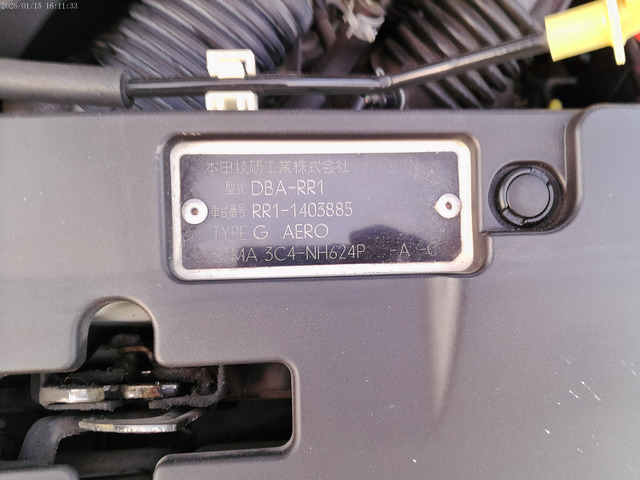 2026/01/15 16:11:33
本田技研工業株式会社
型式 DBA-RR1
車台番号 RR1-1403885
TYPE G AERO
3C4-NH624P -A -C